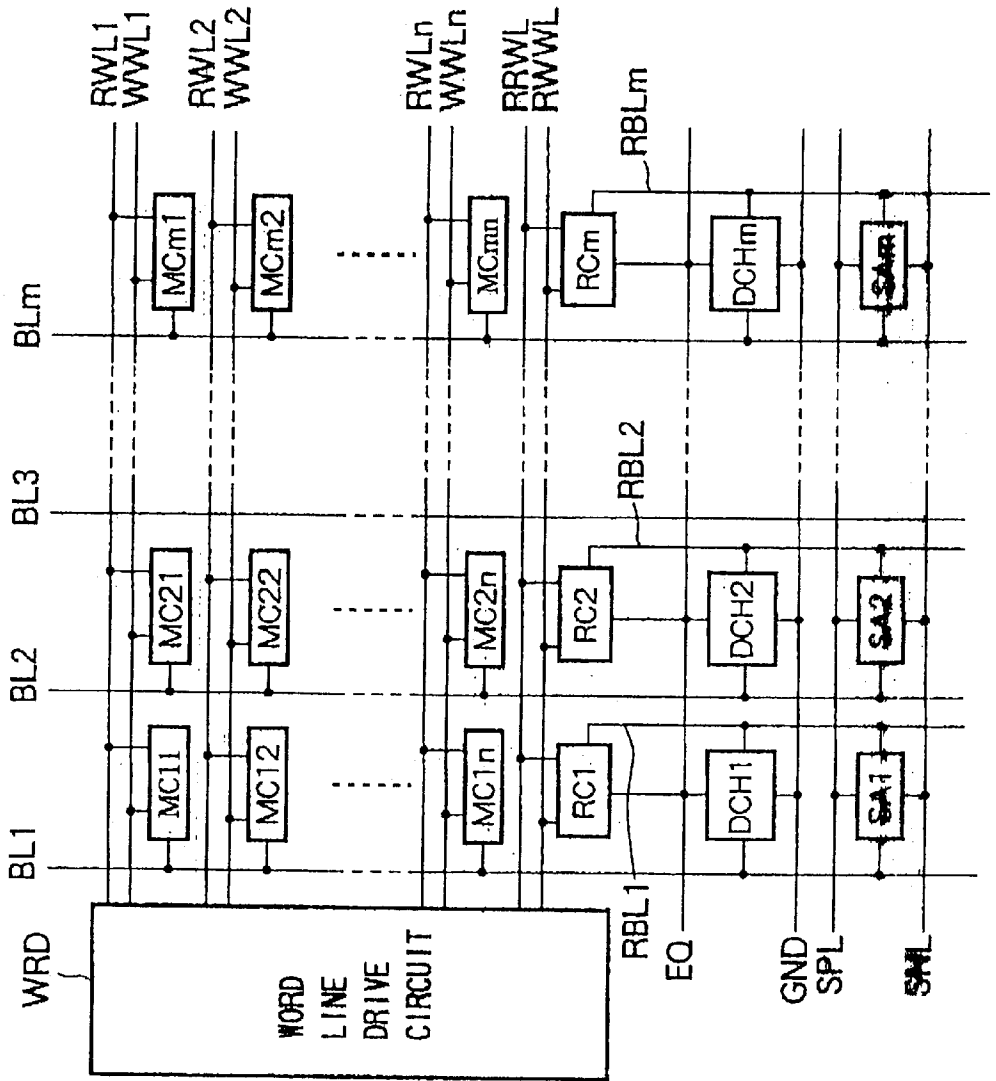 RWL1
WWL1
RWL2
WWL2
RWLn
WWLn
RRWL
RWWL
BL1
BL2
BL3
BLm
WRD
WORD
LINE
DRIVE
CIRCUIT
MC11
MC21
MCm1
MC12
MC22
MCm2
MC1n
MC2n
MCmn
RC1
RC2
RCm
RBL1
RBL2
RBLm
EQ
DCH1
DCH2
DCHm
GND
SPL
SA1
SA2
SAm
SNL